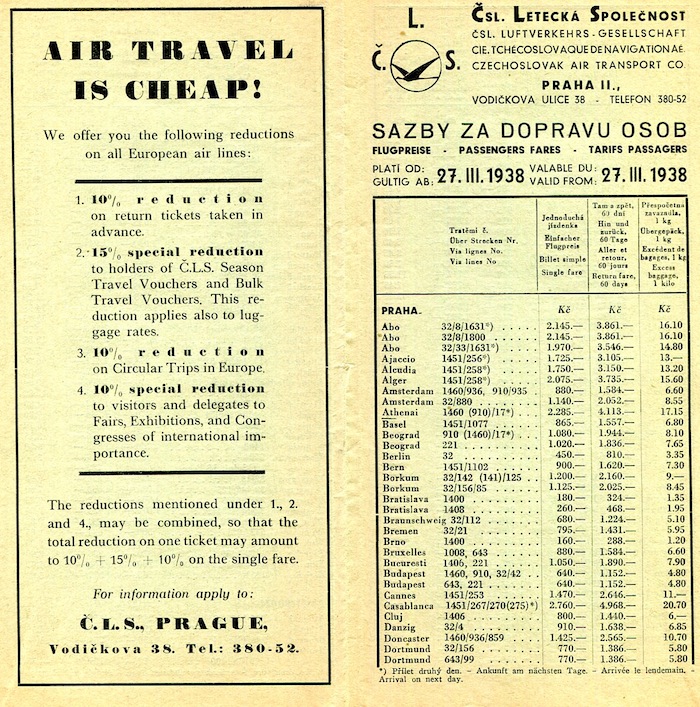 AIR TRAVEL
IS CHEAP!
We offer you the following reductions
on all European air lines:
1. 10% reduction
on return tickets taken in
advance.
2. 15% special reduction
to holders of Č.L.S. Season
Travel Vouchers and Bulk
Travel Vouchers. This re-
duction applies also to lug-
gage rates.
3. 10% reduction
on Circular Trips in Europe.
4. 10% special reduction
to visitors and delegates to
Fairs, Exhibitions, and Con-
gresses of international im-
portance.
The reductions mentioned under 1., 2.
and 4., may be combined, so that the
total reduction on one ticket may amount
to 10% + 15% + 10% on the single fare.
For information apply to:
Č.L.S., PRAGUE,
Vodičkova 38. Tel.: 380-52.
L.
Č. S.
ČSL. LETECKÁ SPOLEČNOST
ČSL. LUFTVERKEHRS-GESELLSCHAFT
CIE. TCHÉCOSLOVAQUE DE NAVIGATION AÉ.
CZECHOSLOVAK AIR TRANSPORT CO.
PRAHA II.,
VODIČKOVA ULICE 38 - TELEFON 380-52
SAZBY ZA DOPRAVU OSOB
FLUGPREISE - PASSENGERS FARES - TARIFS PASSAGERS
PLATÍ OD: 27. III. 1938 VALABLE DU: 27. III. 1938
GÜLTIG AB: VALID FROM:
Tratěmi č.
Über Strecken Nr.
Via lignes No.
Via lines No
Jednoduchá
jízdenka
Einfacher
Flugpreis
Billet simple
Single fare
Tam a zpět,
60 dní
Hin und
zurück,
60 Tage
Aller et
retour,
60 jours
Return fare,
60 days
Přespočetná
zavazadla,
1 kg
Übergepäck,
1 kg
Excédent de
bagages, 1 kg
Excess
baggage,
1 kilo
PRAHA- Kč Kč Kč
Abo 32/8/1631*) 2.145.— 3.861.— 16.10
Abo 32/8/1800 2.145.— 3.861.— 16.10
Abo 32/33/1631*) 1.970.— 3.546.— 14.80
Ajaccio 1451/256*) 1.725.— 3.105.— 13.—
Alcudia 1451/258*) 1.750.— 3.150.— 13.20
Alger 1451/258*) 2.075.— 3.735.— 15.60
Amsterdam 1460/936, 910/935 880.— 1.584.— 6.60
Amsterdam 32/880 1.140.— 2.052.— 8.55
Athenai 1460 (910)/17*) 2.285.— 4.113.— 17.15
Basel 1451/1077 865.— 1.557.— 6.80
Beograd 910 (1460)/17*) 1.080.— 1.944.— 8.10
Beograd 221 1.020.— 1.836.— 7.65
Berlin 32 450.— 810.— 3.35
Bern 1451/1102 900.— 1.620.— 7.30
Borkum 32/142 (141)/125 1.200.— 2.160.— 9.—
Borkum 32/156/85 1.125.— 2.025.— 8.45
Bratislava 1400 180.— 324.— 1.35
Bratislava 1408 260.— 468.— 1.95
Braunschweig 32/112 680.— 1.224.— 5.10
Bremen 32/21 795.— 1.431.— 5.95
Brno 1400 160.— 288.— 1.20
Bruxelles 1008, 643 880.— 1.584.— 6.60
Bucuresti 1406, 221 1.050.— 1.890.— 7.90
Budapest 1460, 910, 32/42 640.— 1.152.— 4.80
Budapest 643, 221 640.— 1.152.— 4.80
Cannes 1451/253 1.470.— 2.646.— 11.—
Casablanca 1451/267/270(275)*) 2.760.— 4.968.— 20.70
Cluj 1406 800.— 1.440.— 6.—
Danzig 32/4 910.— 1.638.— 6.85
Doncaster 1460/936/859 1.425.— 2.565.— 10.70
Dortmund 32/156 770.— 1.386.— 5.80
Dortmund 643/99 770.— 1.386.— 5.80
*) Přílet druhý den. - Ankunft am nächsten Tage. - Arrivée le lendemain.
Arrival on next day.